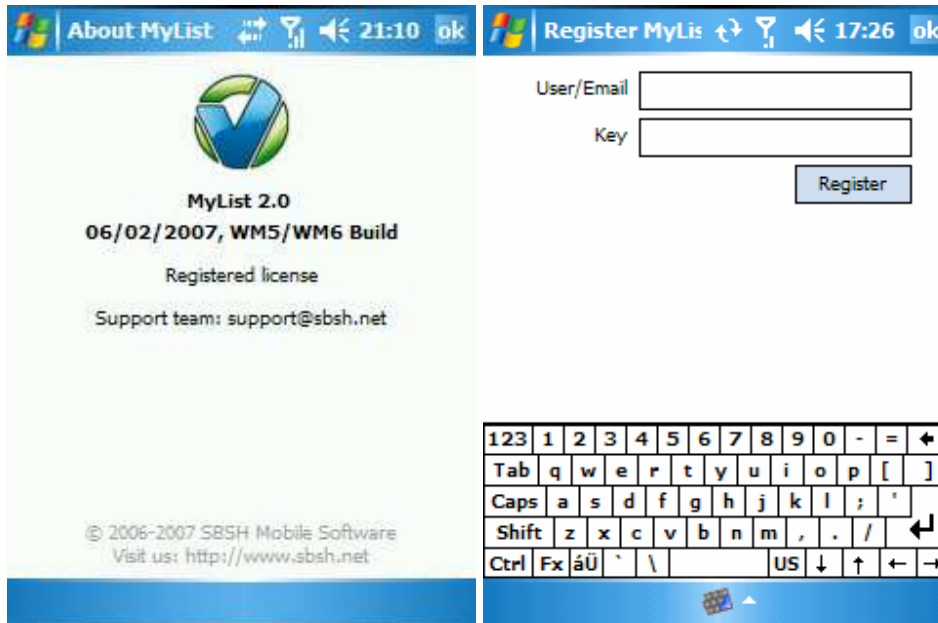 About MyList 21:10 ok
MyList 2.0
06/02/2007, WM5/WM6 Build
Registered license
Support team: support@sbsh.net
© 2006-2007 SBSH Mobile Software
Visit us: http://www.sbsh.net
Register MyLis 17:26 ok
User/Email
Key
Register
123 1 2 3 4 5 6 7 8 9 0 - =
Tab q w e r t y u i o p [ ]
Caps a s d f g h j k l ; '
Shift z x c v b n m , . /
Ctrl Fx áü ` \ US ↓ ↑ ← →